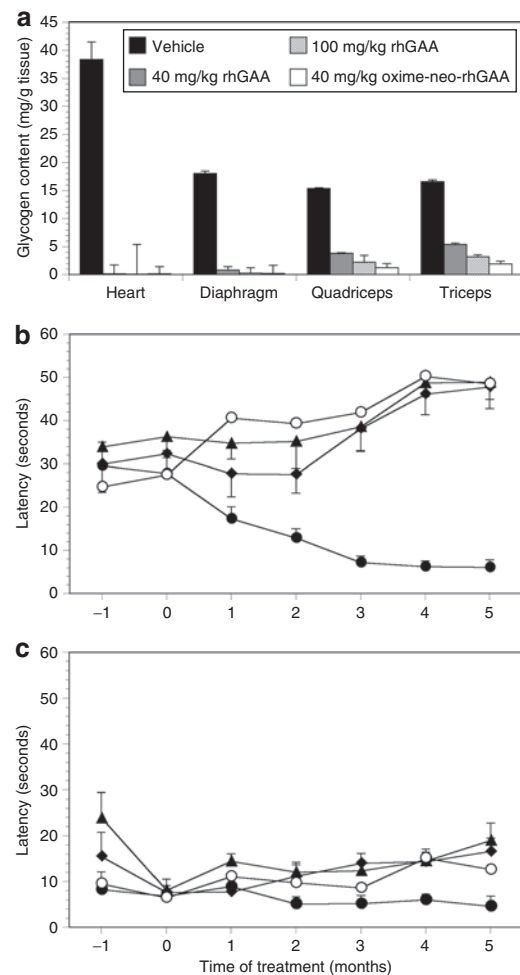 a
Glycogen content (mg/g tissue)
45
40
35
30
25
20
15
10
5
0
Vehicle
100 mg/kg rhGAA
40 mg/kg rhGAA
40 mg/kg oxime-neo-rhGAA
Heart
Diaphragm
Quadriceps
Triceps
b
Latency (seconds)
60
50
40
30
20
10
0
−1
0
1
2
3
4
5
c
Latency (seconds)
60
50
40
30
20
10
0
−1
0
1
2
3
4
5
Time of treatment (months)